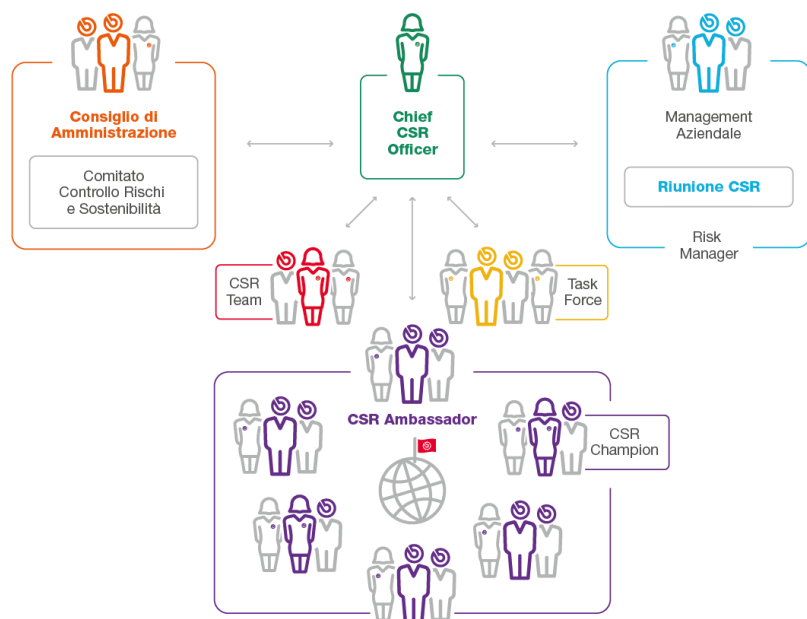 Consiglio di
Amministrazione
Comitato
Controllo Rischi
e Sostenibilità
Chief
CSR
Officer
Management
Aziendale
Riunione CSR
Risk
Manager
CSR
Team
Task
Force
CSR Ambassador
CSR
Champion